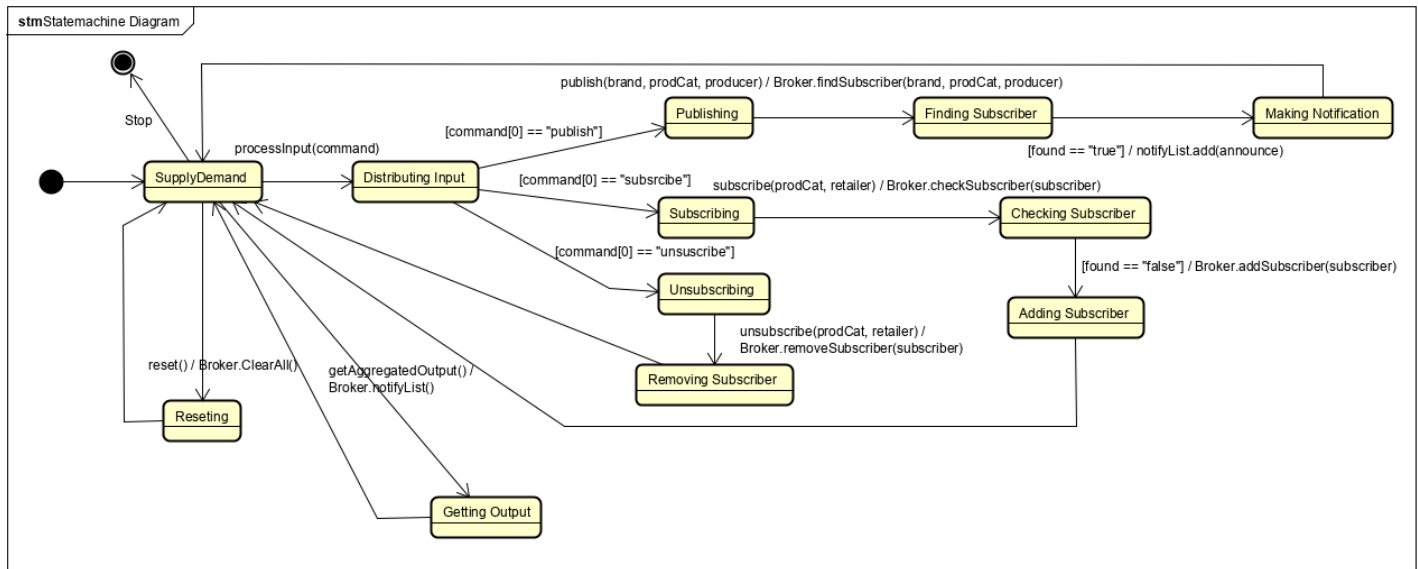 stmStatemachine Diagram
publish(brand, prodCat, producer) / Broker.findSubscriber(brand, prodCat, producer)
Publishing
Finding Subscriber
Making Notification
Stop
[command[0] == "publish"]
processInput(command)
[found == "true"] / notifyList.add(announce)
SupplyDemand
Distributing Input
[command[0] == "subsrcibe"]
subscribe(prodCat, retailer) / Broker.checkSubscriber(subscriber)
Subscribing
Checking Subscriber
[command[0] == "unsuscribe"]
[found == "false"] / Broker.addSubscriber(subscriber)
Unsubscribing
Adding Subscriber
unsubscribe(prodCat, retailer) /
Broker.removeSubscriber(subscriber)
reset() / Broker.ClearAll()
getAggregatedOutput() /
Broker.notifyList()
Removing Subscriber
Reseting
Getting Output